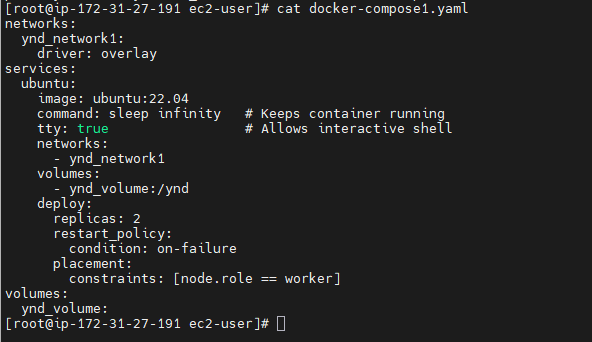 [root@ip-172-31-27-191 ec2-user]# cat docker-compose1.yaml
networks:
  ynd_network1:
    driver: overlay
services:
  ubuntu:
    image: ubuntu:22.04
    command: sleep infinity   # Keeps container running
    tty: true                 # Allows interactive shell
    networks:
      - ynd_network1
    volumes:
      - ynd_volume:/ynd
    deploy:
      replicas: 2
      restart_policy:
        condition: on-failure
      placement:
        constraints: [node.role == worker]
volumes:
  ynd_volume:
[root@ip-172-31-27-191 ec2-user]#